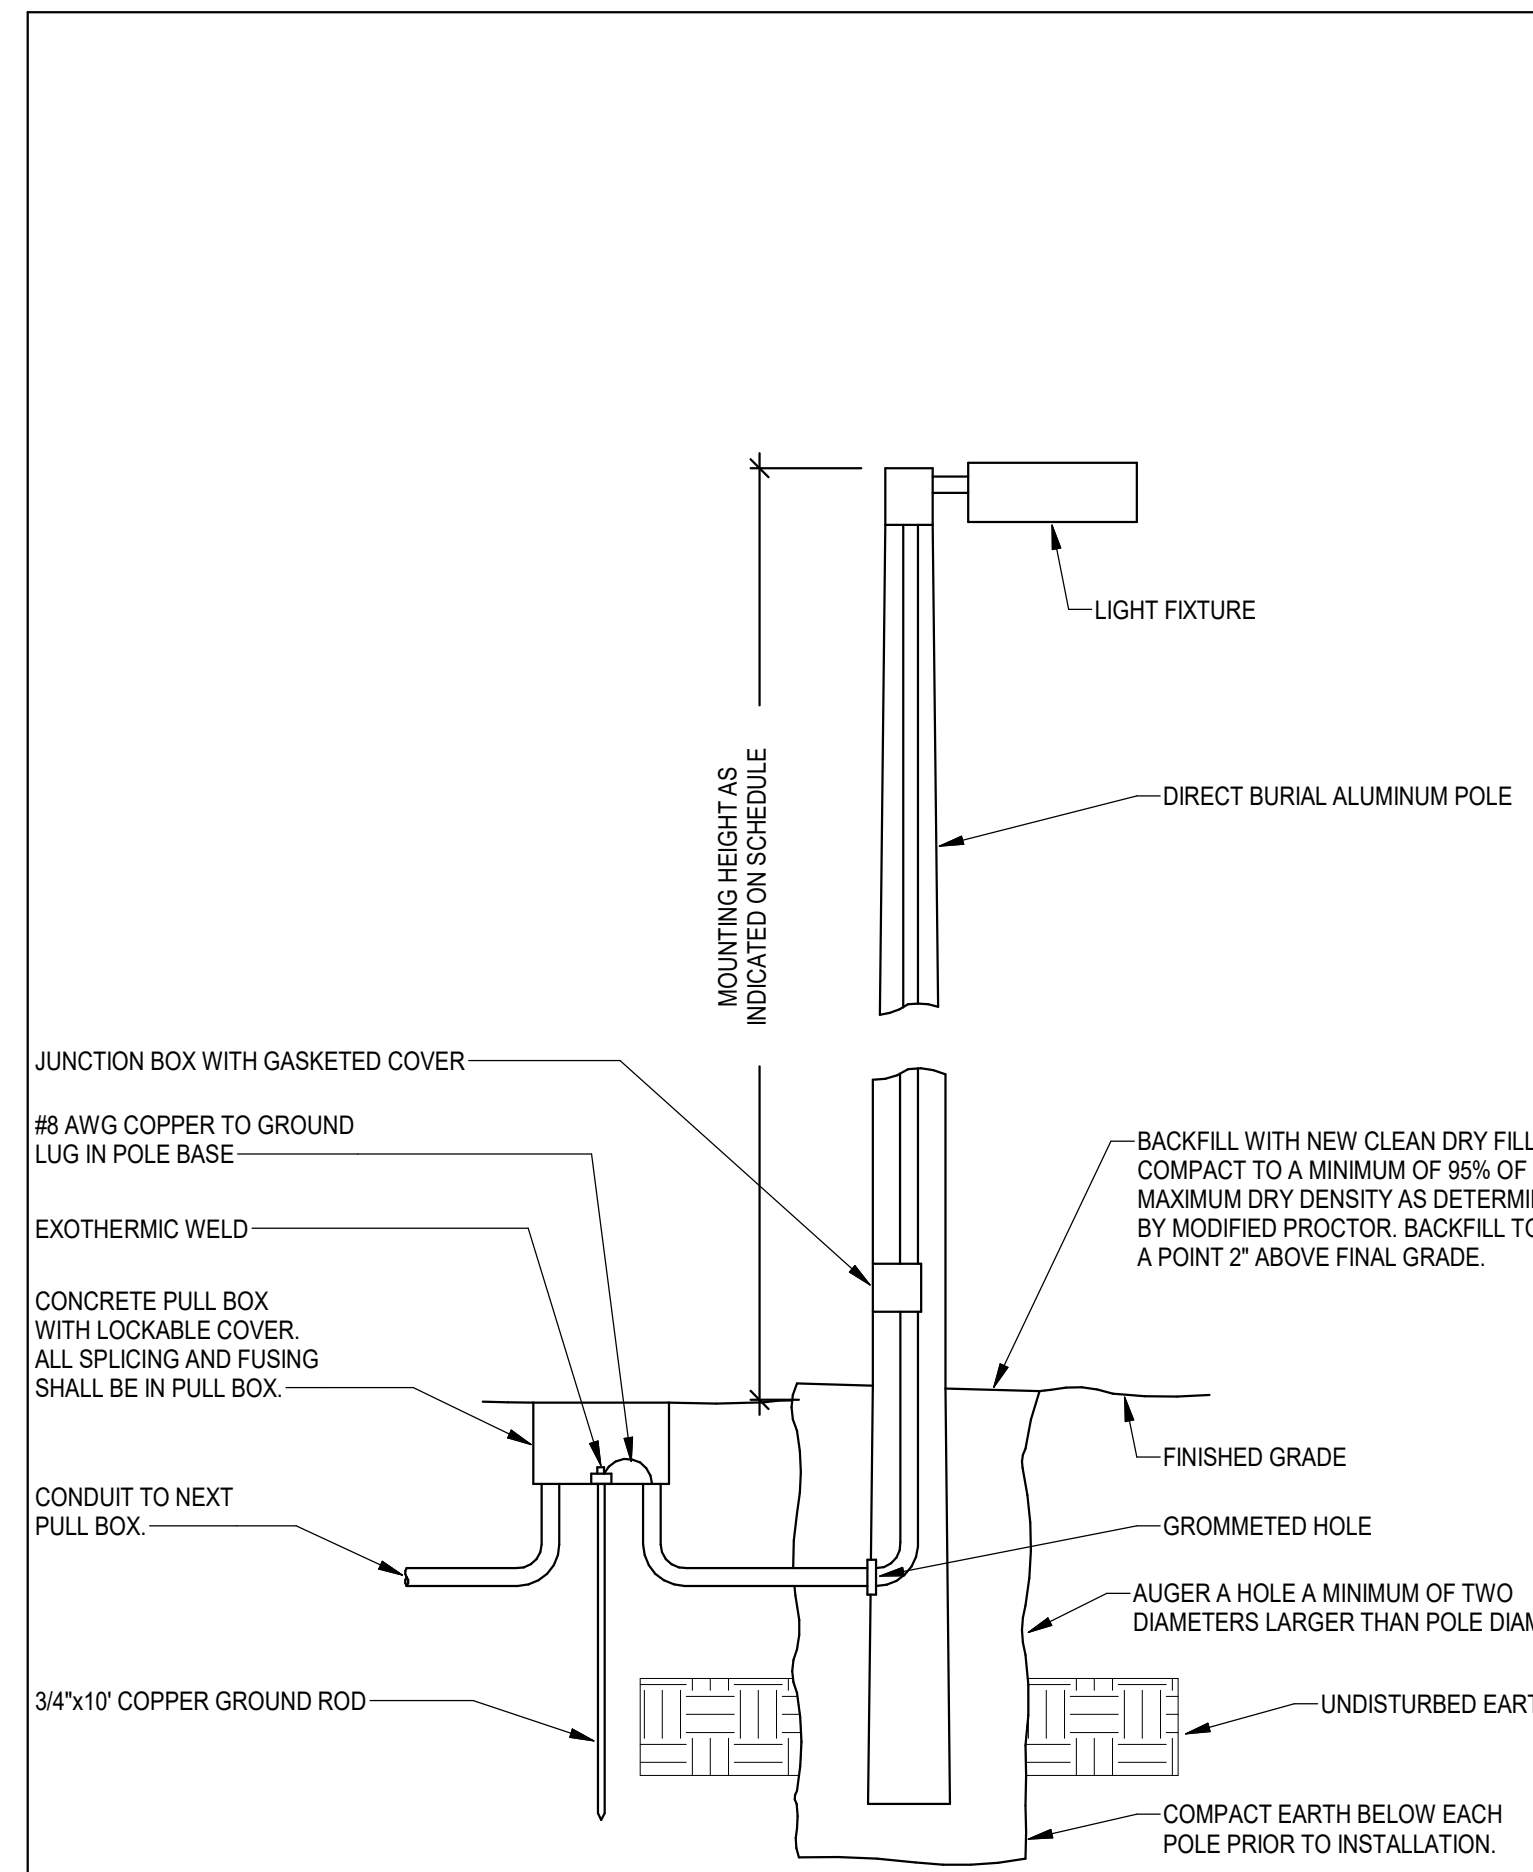 LIGHT FIXTURE
DIRECT BURIAL ALUMINUM POLE
MOUNTING HEIGHT AS
INDICATED ON SCHEDULE
JUNCTION BOX WITH GASKETED COVER
#8 AWG COPPER TO GROUND
LUG IN POLE BASE
EXOTHERMIC WELD
CONCRETE PULL BOX
WITH LOCKABLE COVER.
ALL SPLICING AND FUSING
SHALL BE IN PULL BOX.
CONDUIT TO NEXT
PULL BOX.
3/4"x10' COPPER GROUND ROD
BACKFILL WITH NEW CLEAN DRY FILL
COMPACT TO A MINIMUM OF 95% OF
MAXIMUM DRY DENSITY AS
BY MODIFIED PROCTOR. BACKFILL TO
A POINT 2" ABOVE FINAL GRADE.
FINISHED GRADE
GROMMETED HOLE
AUGER A HOLE A MINIMUM OF TWO
DIAMETERS LARGER THAN POLE
UNDISTURBED
COMPACT EARTH BELOW EACH
POLE PRIOR TO INSTALLATION.